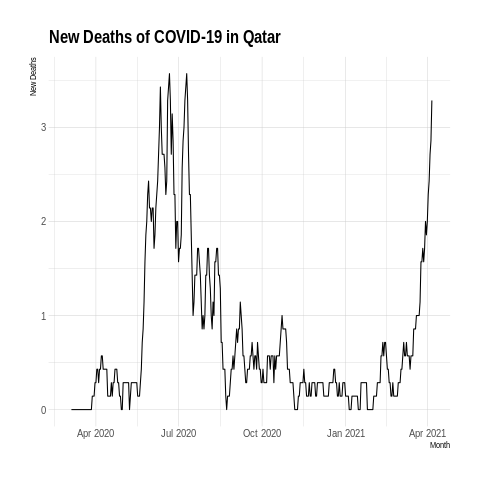 New Deaths of COVID-19 in Qatar
New Deaths
3
2
1
0
Apr 2020
Jul 2020
Oct 2020
Jan 2021
Apr 2021
Month